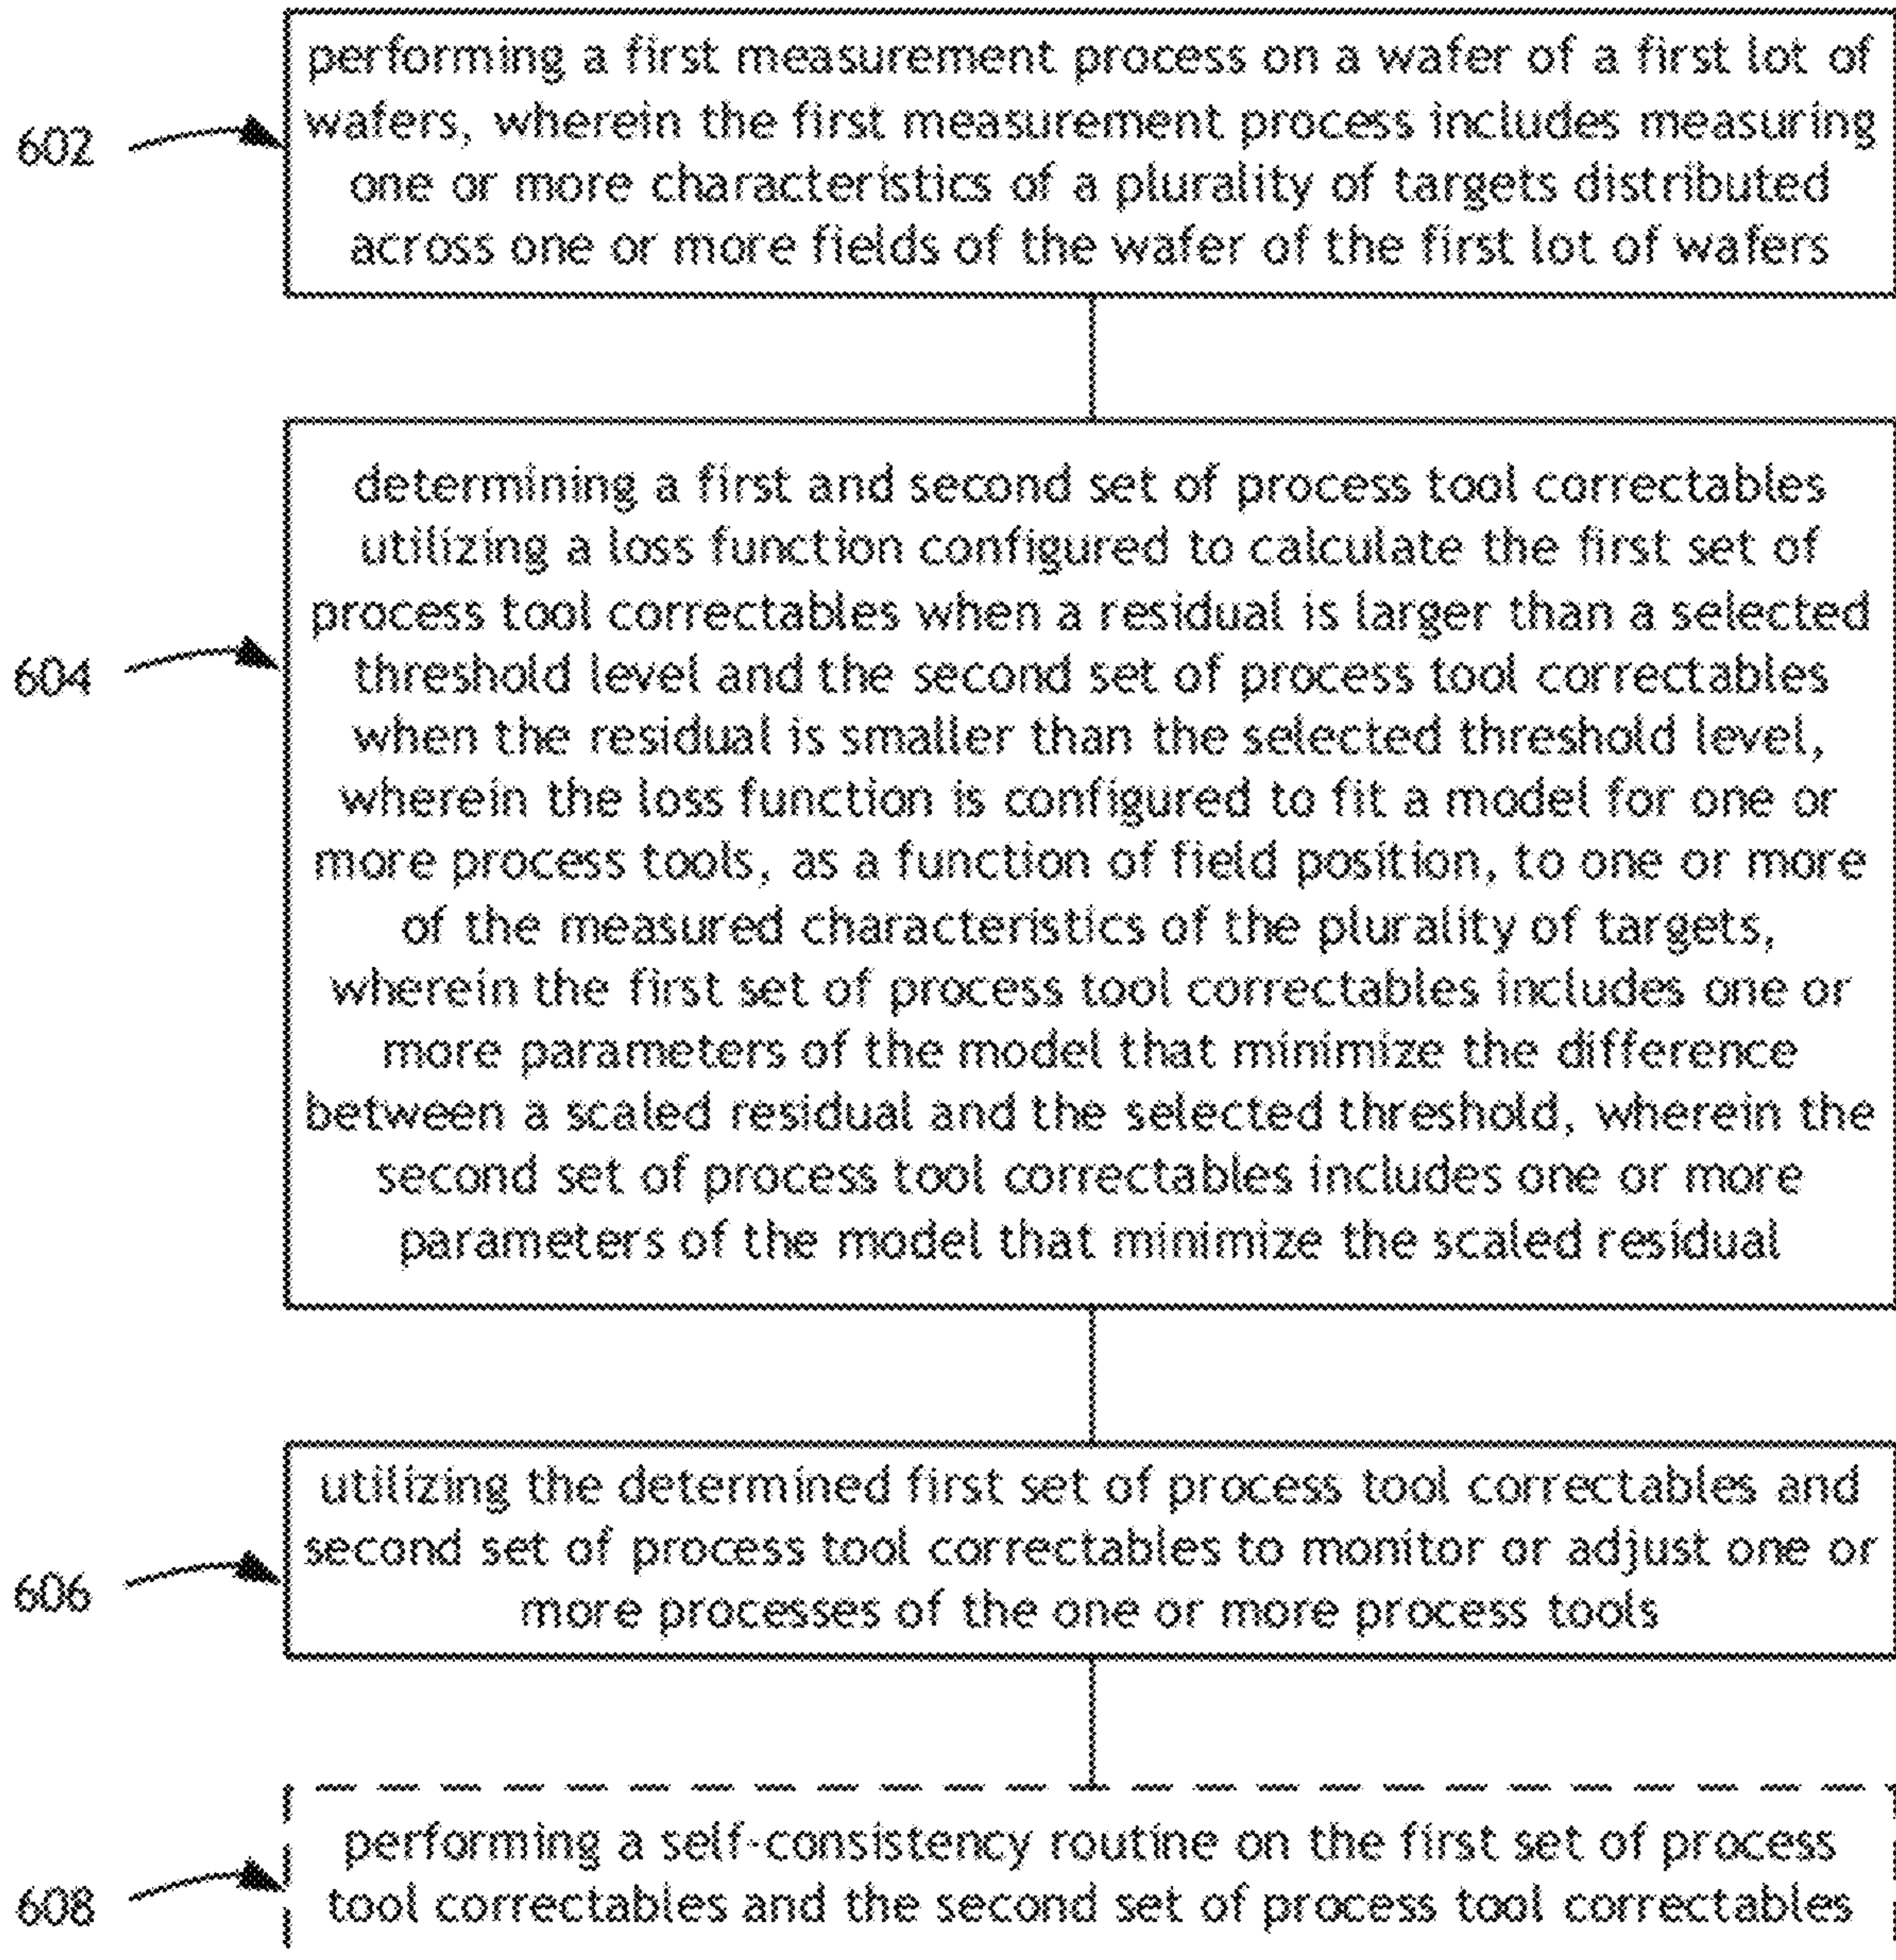 performing a first measurement process on a wafer of a first lot of
wafers, wherein the first measurement process includes measuring
602
one or more characteristics of a plurality of targets distributed
across one or more fields of the wafer of the first lot of wafers
determining a first and second set of process tool correctables
utilizing a loss function configured to calculate the first set of
process tool correctables when a residual is larger than a selected
604
threshold level and the second set of process tool correctables
when the residual is smaller than the selected threshold level,
wherein the loss function is configured to fit a model for one or
more process tools, as a function of field position, to one or more
of the measured characteristics of the plurality of targets,
wherein the first set of process tool correctables includes one or
more parameters of the model that minimize the difference
between a scaled residual and the selected threshold, wherein the
second set of process tool correctables includes one or more
parameters of the model that minimize the scaled residual
utilizing the determined first set of process tool correctables and
second set of process tool correctables to monitor or adjust one or
606
more processes of the one or more process tools
performing a self-consistency routine on the first set of process
608
tool correctables and the second set of process tool correctables